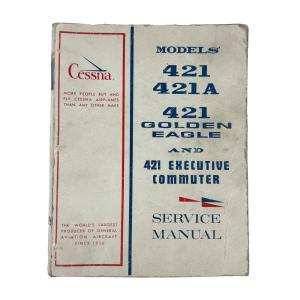 Cessna.
MORE PEOPLE BUY AND
FLY CESSNA AIRPLANES
THAN ANY OTHER MAKE
THE WORLD'S LARGEST
PRODUCER OF GENERAL
AVIATION AIRCRAFT
SINCE 1956
MODELS
421
421A
421
GOLDEN
EAGLE
AND
421 EXECUTIVE
COMMUTER
SERVICE
MANUAL